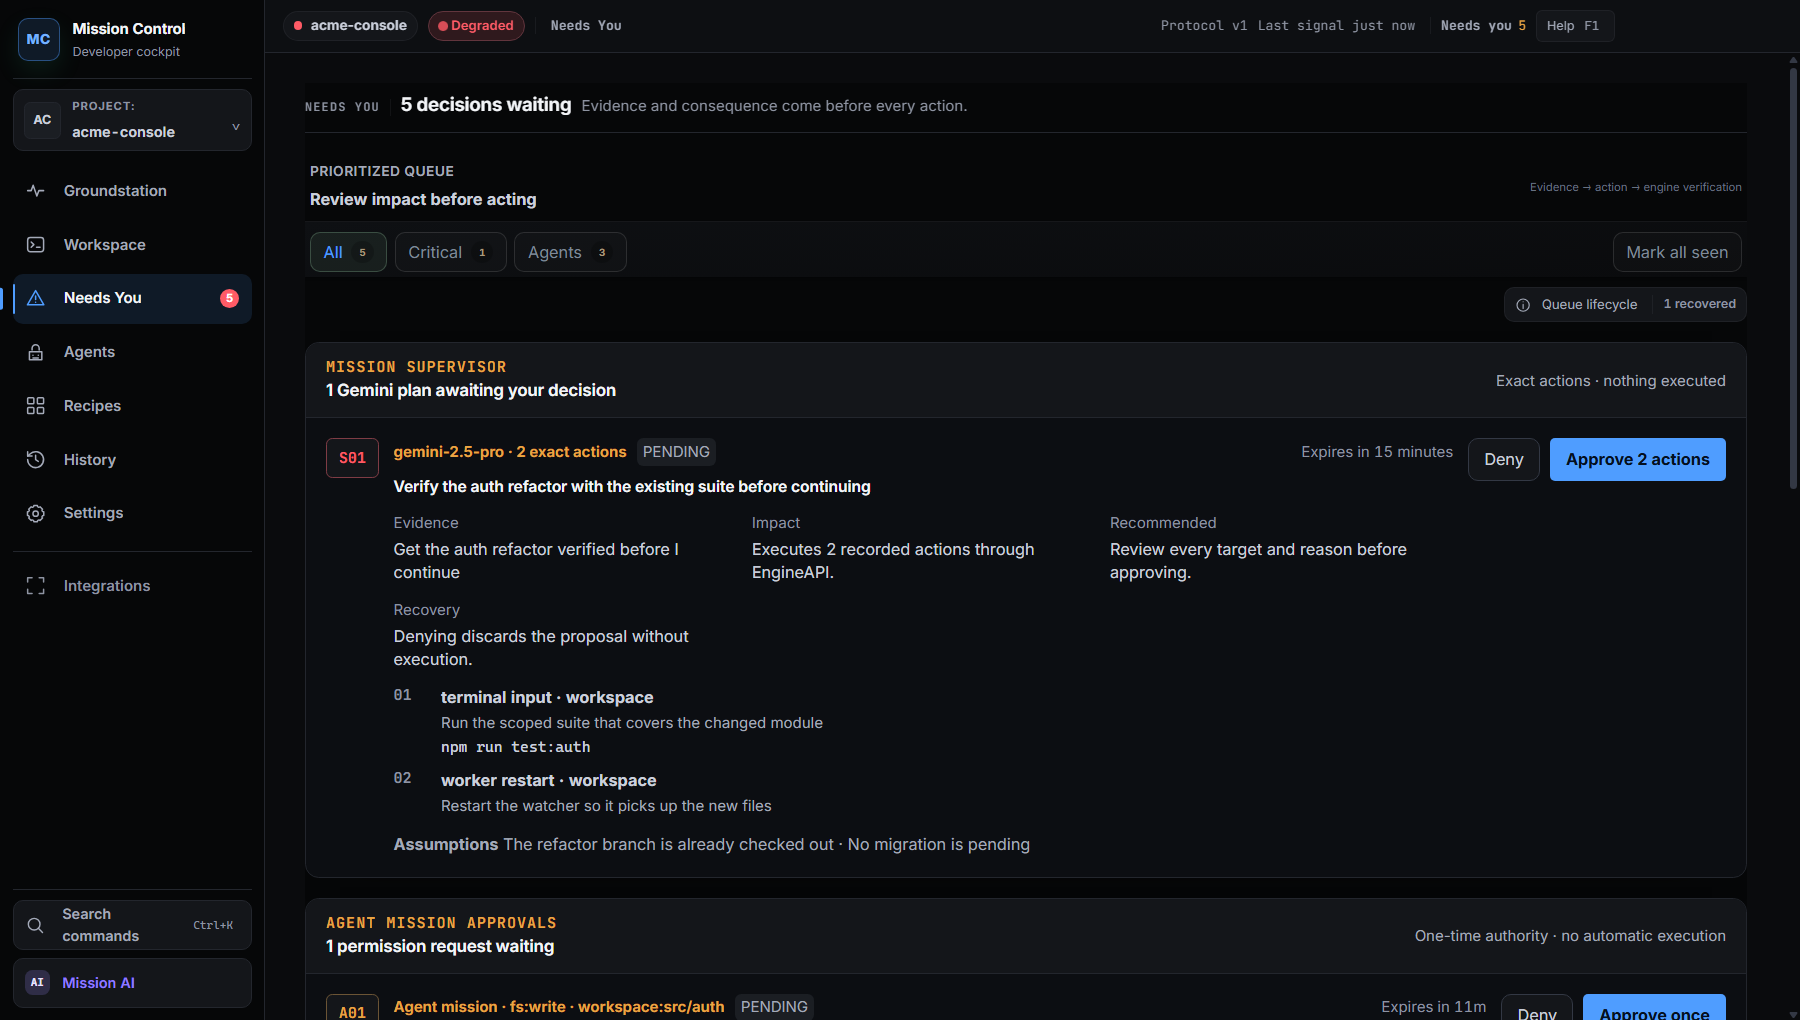 MC
Mission Control
Developer cockpit
AC
PROJECT:
acme-console
Groundstation
Workspace
Needs You
5
Agents
Recipes
History
Settings
Integrations
Search commands
Ctrl+K
AI
Mission AI
acme-console
Degraded
Needs You
Protocol v1
Last signal just now
Needs you 5
Help F1
NEEDS YOU
5 decisions waiting
Evidence and consequence come before every action.
PRIORITIZED QUEUE
Review impact before acting
Evidence → action → engine verification
All 5
Critical 1
Agents 3
Mark all seen
Queue lifecycle
1 recovered
MISSION SUPERVISOR
1 Gemini plan awaiting your decision
Exact actions · nothing executed
S01
gemini-2.5-pro · 2 exact actions
PENDING
Expires in 15 minutes
Deny
Approve 2 actions
Verify the auth refactor with the existing suite before continuing
Evidence
Get the auth refactor verified before I
continue
Impact
Executes 2 recorded actions through
EngineAPI.
Recommended
Review every target and reason before
approving.
Recovery
Denying discards the proposal without
execution.
01
terminal input · workspace
Run the scoped suite that covers the changed module
npm run test:auth
02
worker restart · workspace
Restart the watcher so it picks up the new files
Assumptions The refactor branch is already checked out · No migration is pending
AGENT MISSION APPROVALS
1 permission request waiting
One-time authority · no automatic execution
A01
Agent mission · fs:write · workspace:src/auth
PENDING
Expires in 11m
Deny
Approve once